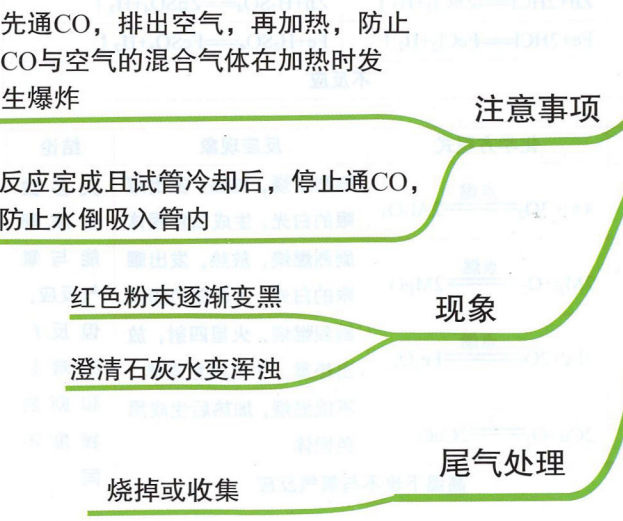 先通CO，排出空气，再加热，防止
CO与空气的混合气体在加热时发
生爆炸
注意事项
反应完成且试管冷却后，停止通CO，
防止水倒吸入管内
红色粉末逐渐变黑
现象
澄清石灰水变浑浊
尾气处理
烧掉或收集